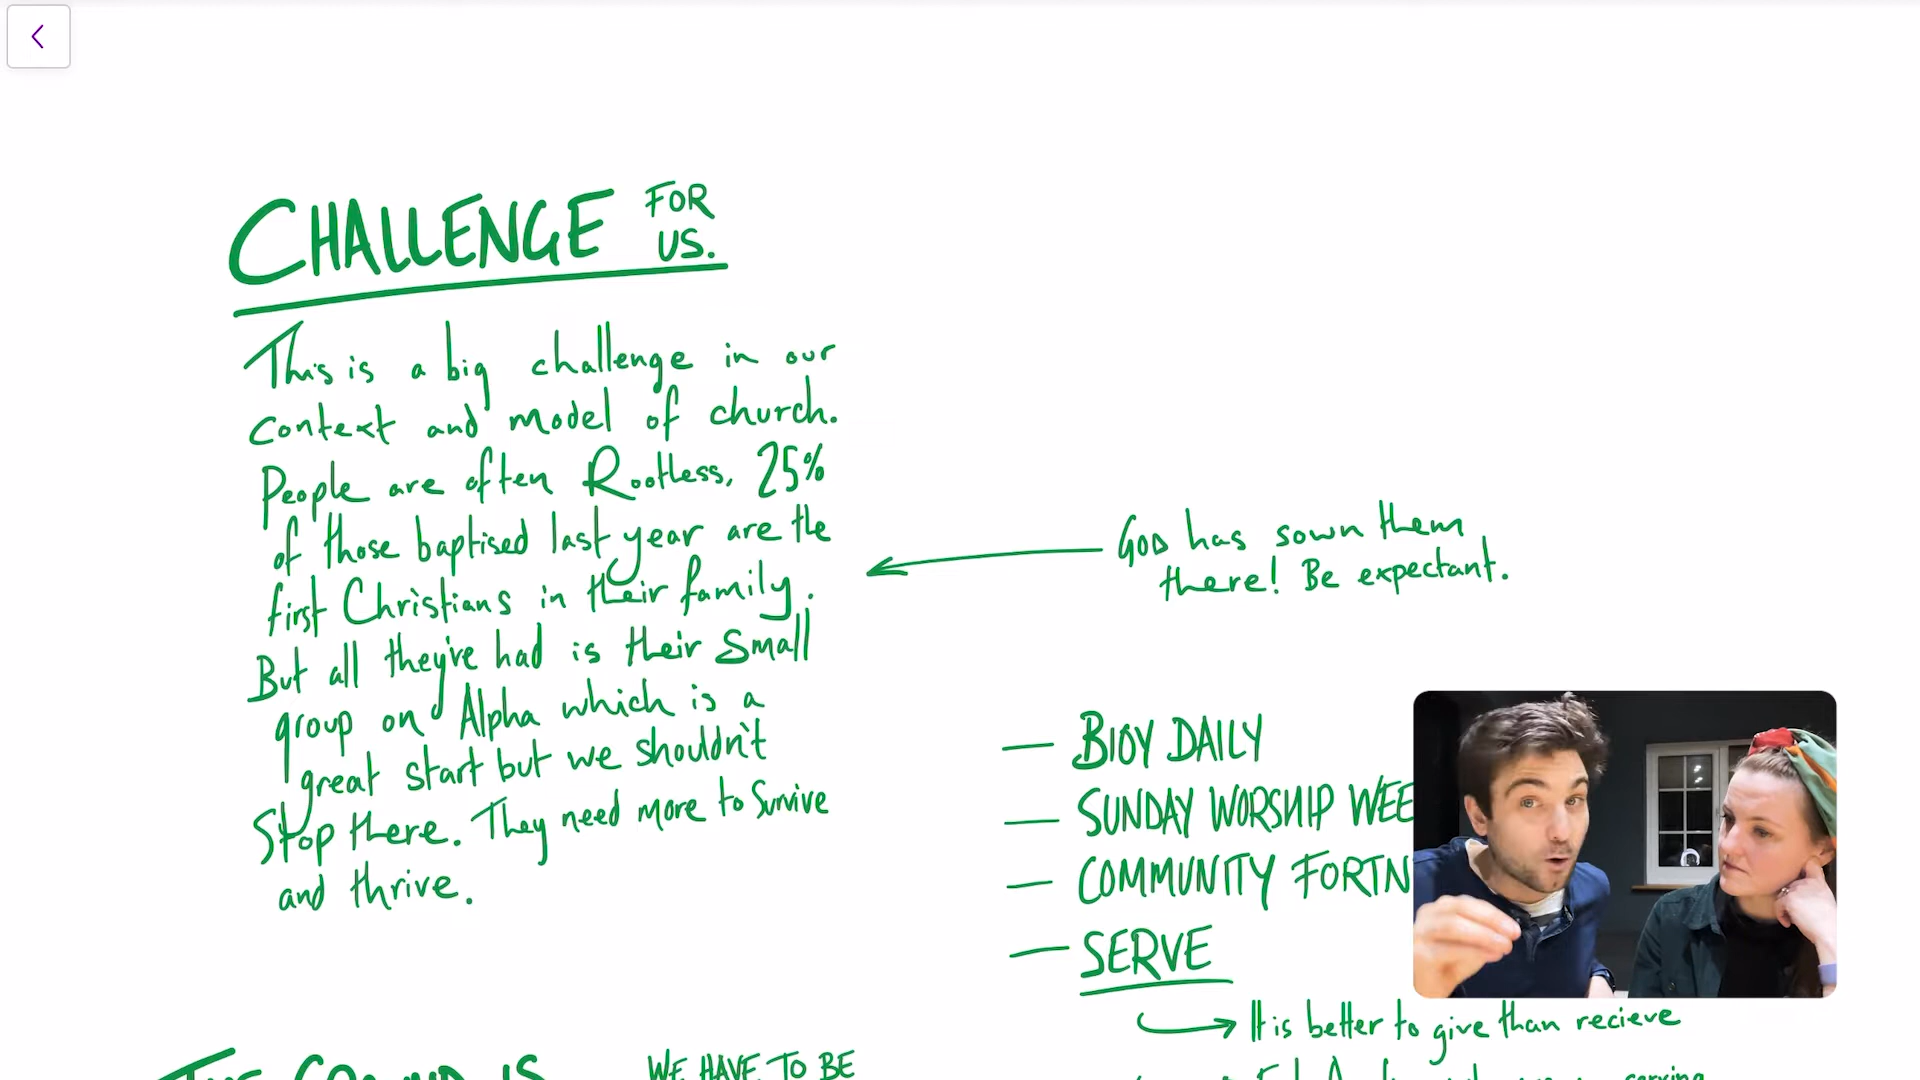 CHALLENGE FOR
US.
This is a big challenge in our
context and model of church.
People are often Rootless. 25%
of those baptised last year are the
first Christians in their family.
But all they've had is their small
group on Alpha which is a
great start but we shouldn't
stop there. They need more to survive
and thrive.
GOD has sown them
there! Be expectant.
— BIOY DAILY
— SUNDAY WORSHIP WEE
— COMMUNITY FORTN
— SERVE
It is better to give than recieve
WE HAVE TO BE
serving